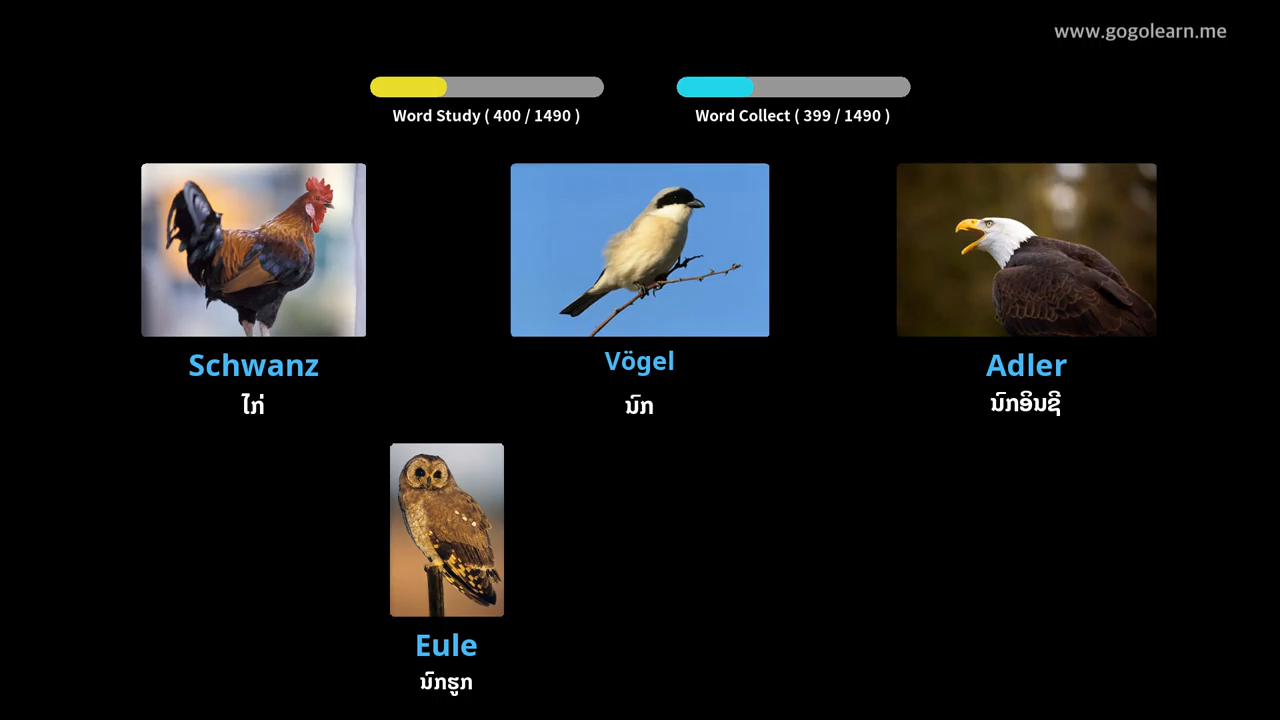 www.gogolearn.me
Word Study ( 400 / 1490 )
Word Collect ( 399 / 1490 )
Schwanz
ໄກ່
Vögel
ນົກ
Adler
ນົກອິນຊີ
Eule
ນົກຮູກ